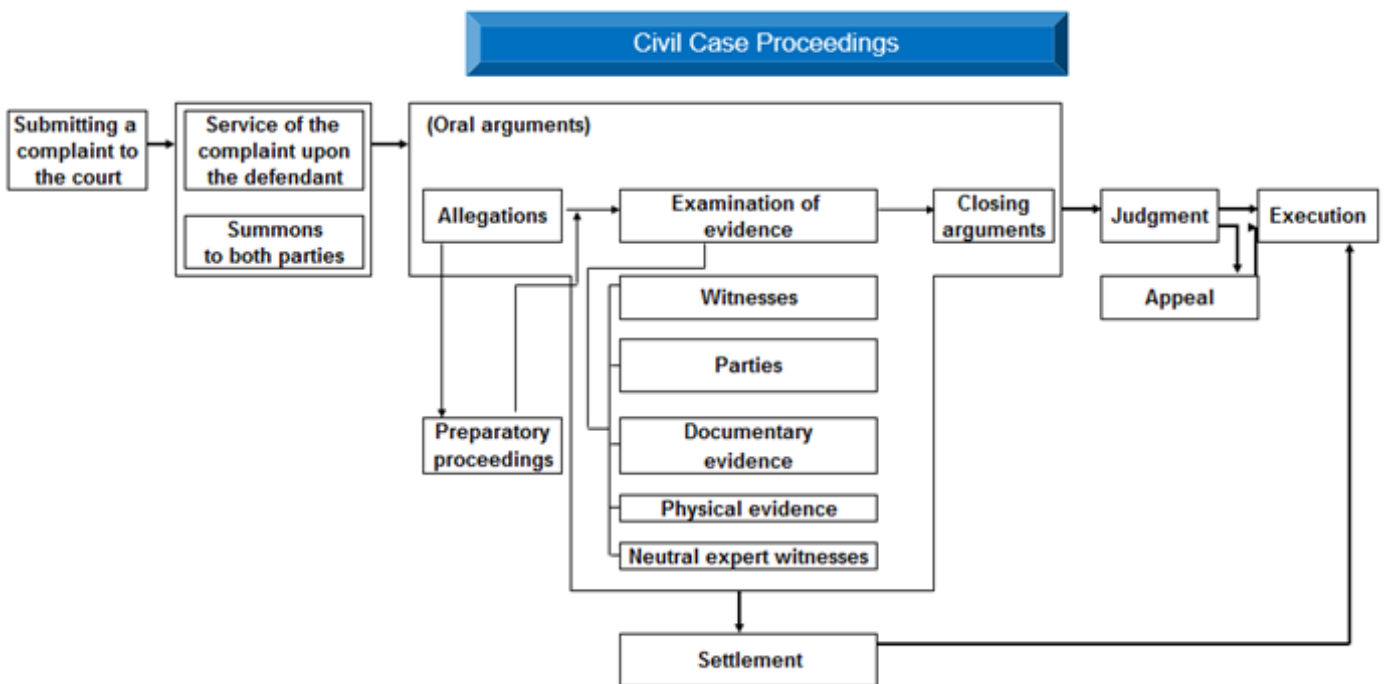 Civil Case Proceedings
Submitting a
complaint to
the court
Service of the
complaint upon
the defendant
Summons
to both parties
(Oral arguments)
Allegations
Examination of
evidence
Closing
arguments
Judgment
Execution
Appeal
Witnesses
Parties
Preparatory
proceedings
Documentary
evidence
Physical evidence
Neutral expert witnesses
Settlement